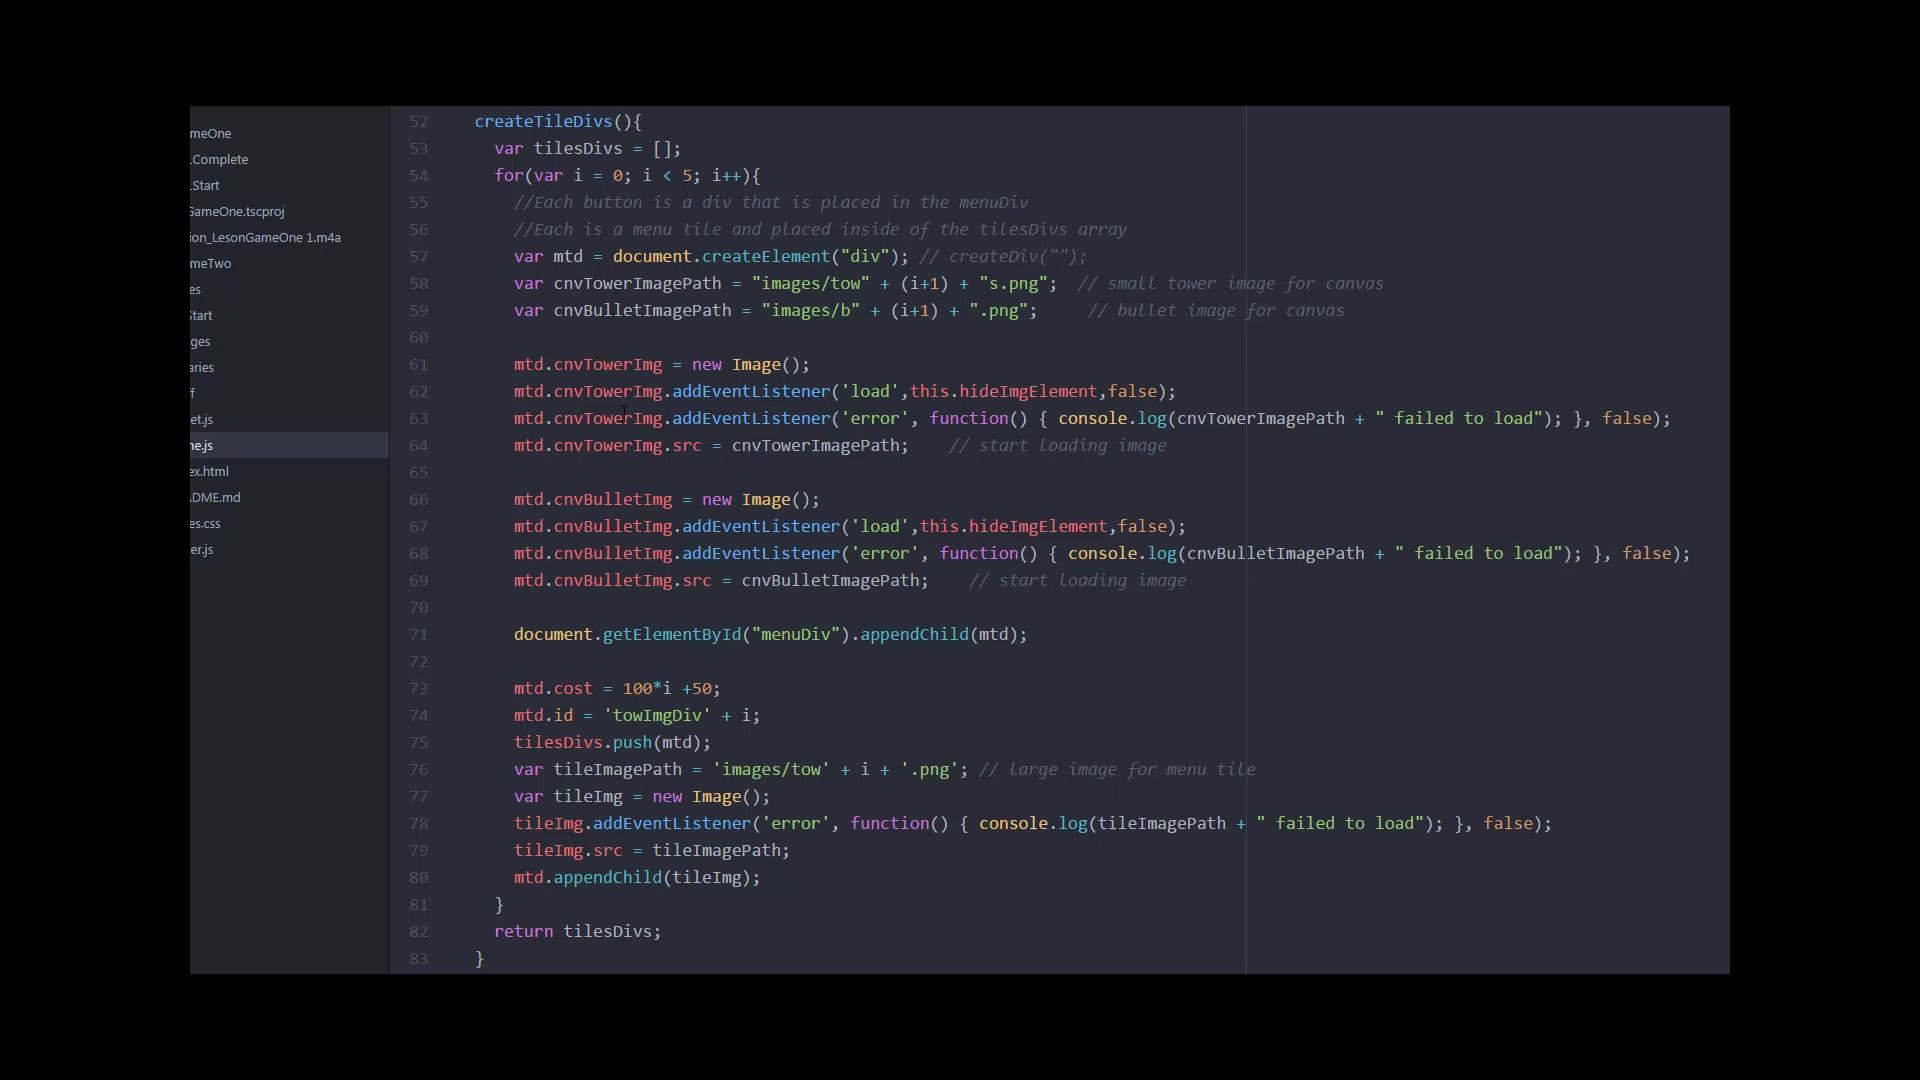 meOne
.Complete
.Start
GameOne.tscproj
ion_LesonGameOne 1.m4a
meTwo
es
Start
ges
aries
ff
et.js
ne.js
ex.html
DME.md
es.css
er.js
52 createTileDivs(){
53 var tilesDivs = [];
54 for(var i = 0; i < 5; i++){
55 //Each button is a div that is placed in the menuDiv
56 //Each is a menu tile and placed inside of the tilesDivs array
57 var mtd = document.createElement("div"); // createDiv("");
58 var cnvTowerImagePath = "images/tow" + (i+1) + "s.png"; // small tower image for canvas
59 var cnvBulletImagePath = "images/b" + (i+1) + ".png"; // bullet image for canvas
60
61 mtd.cnvTowerImg = new Image();
62 mtd.cnvTowerImg.addEventListener('load',this.hideImgElement,false);
63 mtd.cnvTowerImg.addEventListener('error', function() { console.log(cnvTowerImagePath + " failed to load"); }, false);
64 mtd.cnvTowerImg.src = cnvTowerImagePath; // start loading image
65
66 mtd.cnvBulletImg = new Image();
67 mtd.cnvBulletImg.addEventListener('load',this.hideImgElement,false);
68 mtd.cnvBulletImg.addEventListener('error', function() { console.log(cnvBulletImagePath + " failed to load"); }, false);
69 mtd.cnvBulletImg.src = cnvBulletImagePath; // start loading image
70
71 document.getElementById("menuDiv").appendChild(mtd);
72
73 mtd.cost = 100*i +50;
74 mtd.id = 'towImgDiv' + i;
75 tilesDivs.push(mtd);
76 var tileImagePath = 'images/tow' + i + '.png'; // large image for menu tile
77 var tileImg = new Image();
78 tileImg.addEventListener('error', function() { console.log(tileImagePath + " failed to load"); }, false);
79 tileImg.src = tileImagePath;
80 mtd.appendChild(tileImg);
81 }
82 return tilesDivs;
83 }